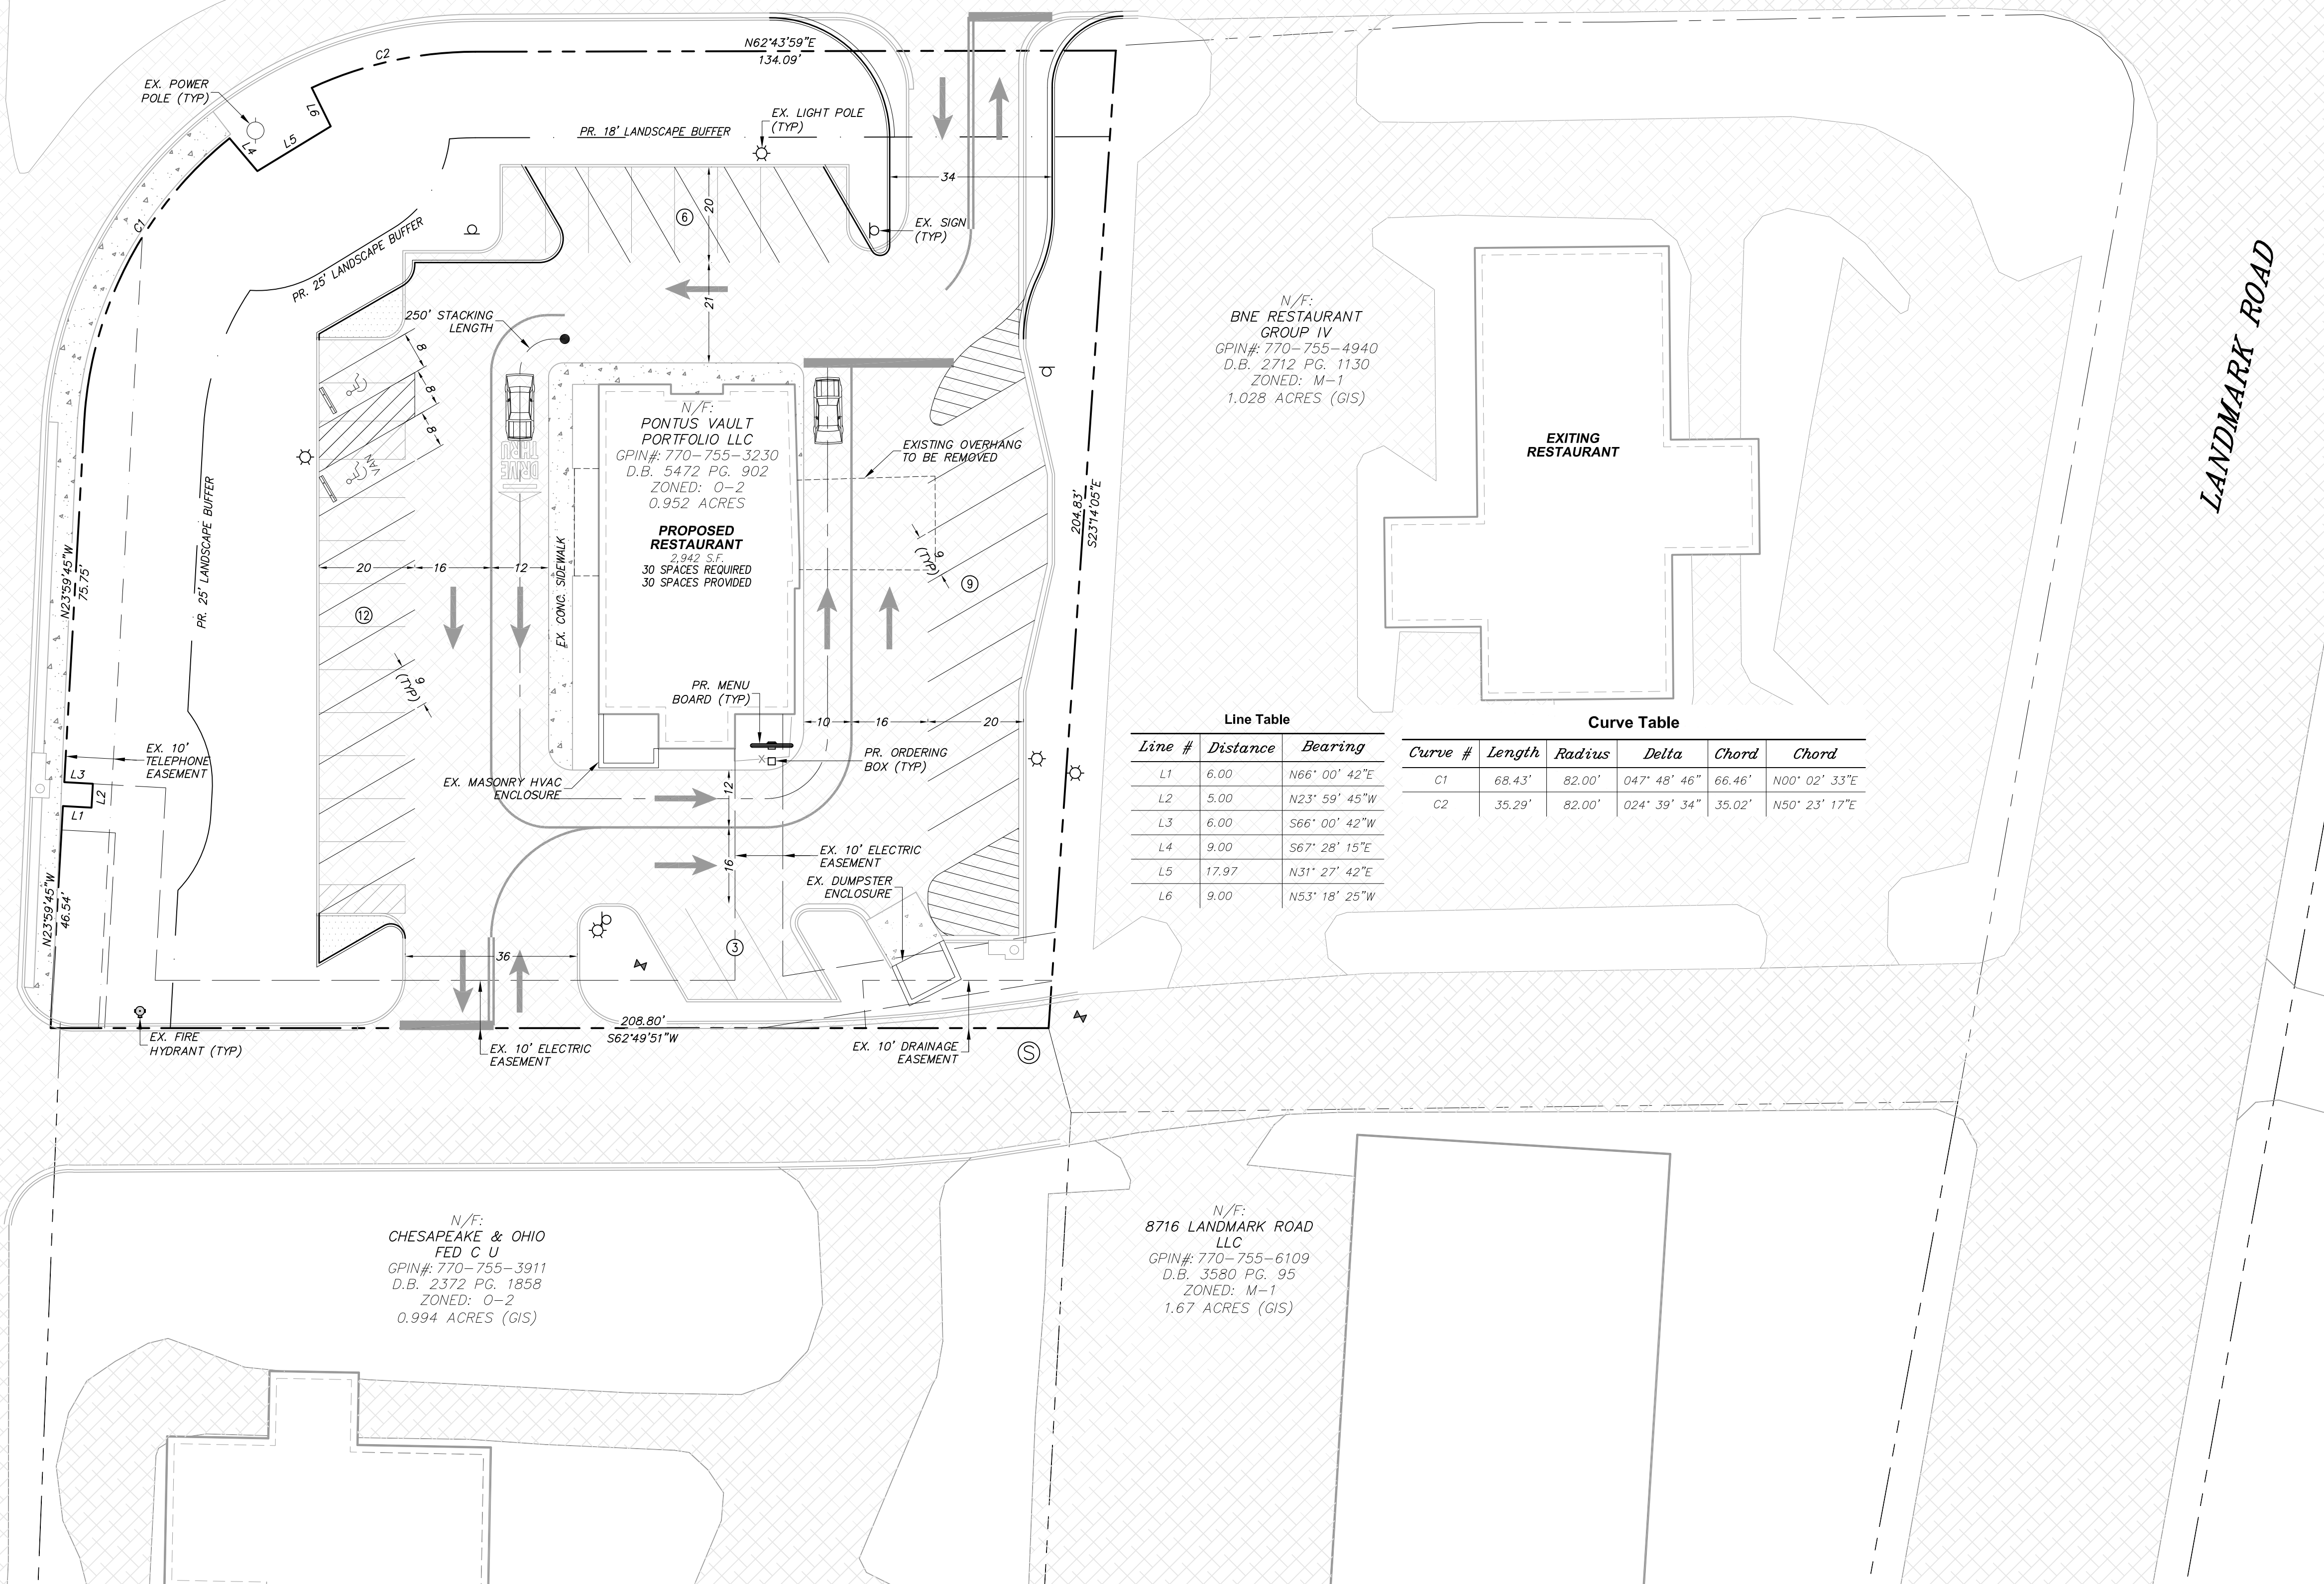 N62°43'59"E
134.09'
C2
EX. POWER
POLE (TYP)
L6
L5
L4
C1
EX. LIGHT POLE
(TYP)
PR. 18' LANDSCAPE BUFFER
34
20
6
EX. SIGN
(TYP)
PR. 25' LANDSCAPE BUFFER
21
250' STACKING
LENGTH
8
8
8
VAN
DRIVE
THRU
N/F:
PONTUS VAULT
PORTFOLIO LLC
GPIN#: 770-755-3230
D.B. 5472 PG. 902
ZONED: O-2
0.952 ACRES
PROPOSED
RESTAURANT
2,942 S.F.
30 SPACES REQUIRED
30 SPACES PROVIDED
EXISTING OVERHANG
TO BE REMOVED
9
(TYP)
9
204.83'
S23°14'05"E
N/F:
BNE RESTAURANT
GROUP IV
GPIN#: 770-755-4940
D.B. 2712 PG. 1130
ZONED: M-1
1.028 ACRES (GIS)
EXITING
RESTAURANT
LANDMARK ROAD
PR. 25' LANDSCAPE BUFFER
N23°59'45"W
75.75'
20
16
12
EX. CONC. SIDEWALK
12
9
(TYP)
PR. MENU
BOARD (TYP)
10
16
20
PR. ORDERING
BOX (TYP)
X
EX. 10'
TELEPHONE
EASEMENT
L3
L2
L1
EX. MASONRY HVAC
ENCLOSURE
12
16
EX. 10' ELECTRIC
EASEMENT
EX. DUMPSTER
ENCLOSURE
N23°59'45"W
46.54'
36
3
208.80'
S62°49'51"W
EX. FIRE
HYDRANT (TYP)
EX. 10' ELECTRIC
EASEMENT
EX. 10' DRAINAGE
EASEMENT
S
Line Table
Line # Distance Bearing
L1 6.00 N66° 00' 42"E
L2 5.00 N23° 59' 45"W
L3 6.00 S66° 00' 42"W
L4 9.00 S67° 28' 15"E
L5 17.97 N31° 27' 42"E
L6 9.00 N53° 18' 25"W
Curve Table
Curve # Length Radius Delta Chord Chord
C1 68.43' 82.00' 047° 48' 46" 66.46' N00° 02' 33"E
C2 35.29' 82.00' 024° 39' 34" 35.02' N50° 23' 17"E
N/F:
CHESAPEAKE & OHIO
FED C U
GPIN#: 770-755-3911
D.B. 2372 PG. 1858
ZONED: O-2
0.994 ACRES (GIS)
N/F:
8716 LANDMARK ROAD
LLC
GPIN#: 770-755-6109
D.B. 3580 PG. 95
ZONED: M-1
1.67 ACRES (GIS)